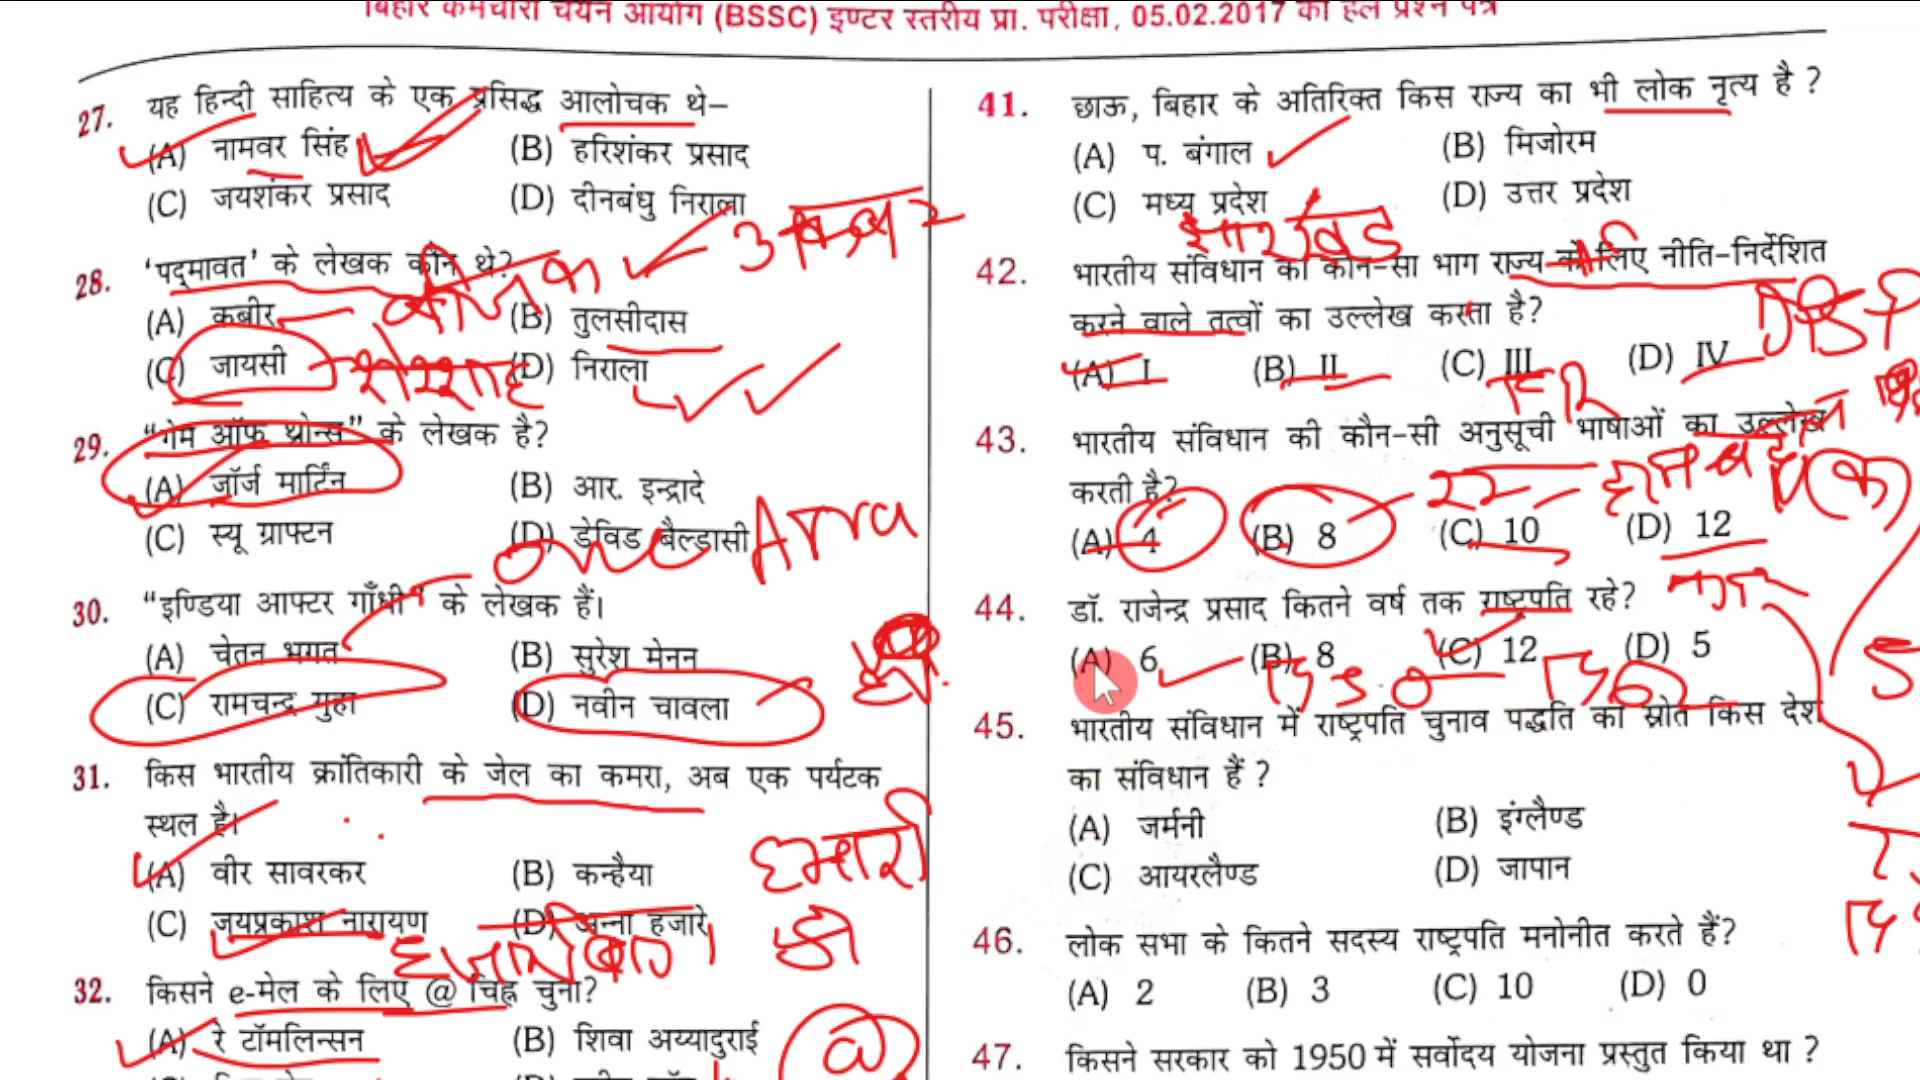 बिहार कर्मचारी चयन आयोग (BSSC) इण्टर स्तरीय प्रा. परीक्षा, 05.02.2017 का हल प्रश्न पत्र
27. यह हिन्दी साहित्य के एक प्रसिद्ध आलोचक थे–
(A) नामवर सिंह (B) हरिशंकर प्रसाद
(C) जयशंकर प्रसाद (D) दीनबंधु निराला
28. ‘पद्मावत’ के लेखक कौन थे?
(A) कबीर (B) तुलसीदास
(C) जायसी (D) निराला
29. “गेम ऑफ थ्रोन्स” के लेखक है?
(A) जॉर्ज मार्टिन (B) आर. इन्द्रादे
(C) स्यू ग्राफ्टन (D) डेविड बैल्डासी
Arra
30. “इण्डिया आफ्टर गाँधी” के लेखक हैं।
(A) चेतन भगत (B) सुरेश मेनन
(C) रामचन्द्र गुहा (D) नवीन चावला
31. किस भारतीय क्रांतिकारी के जेल का कमरा, अब एक पर्यटक
स्थल है।
(A) वीर सावरकर (B) कन्हैया
(C) जयप्रकाश नारायण (D) अन्ना हजारे
हजारीबाग
32. किसने e-मेल के लिए @ चिह्न चुना?
(A) रे टॉमलिन्सन (B) शिवा अय्यादुराई
@
41. छाऊ, बिहार के अतिरिक्त किस राज्य का भी लोक नृत्य है ?
(A) प. बंगाल (B) मिजोरम
(C) मध्य प्रदेश (D) उत्तर प्रदेश
झारखंड
42. भारतीय संविधान का कौन-सा भाग राज्य के लिए नीति-निर्देशित
करने वाले तत्वों का उल्लेख करता है?
(A) I (B) II (C) III (D) IV
43. भारतीय संविधान की कौन-सी अनुसूची भाषाओं का उल्लेख
करती है?
(A) 4 (B) 8 (C) 10 (D) 12
44. डॉ. राजेन्द्र प्रसाद कितने वर्ष तक राष्ट्रपति रहे?
(A) 6 (B) 8 (C) 12 (D) 5
45. भारतीय संविधान में राष्ट्रपति चुनाव पद्धति का स्रोत किस देश
का संविधान हैं ?
(A) जर्मनी (B) इंग्लैण्ड
(C) आयरलैण्ड (D) जापान
46. लोक सभा के कितने सदस्य राष्ट्रपति मनोनीत करते हैं?
(A) 2 (B) 3 (C) 10 (D) 0
47. किसने सरकार को 1950 में सर्वोदय योजना प्रस्तुत किया था ?